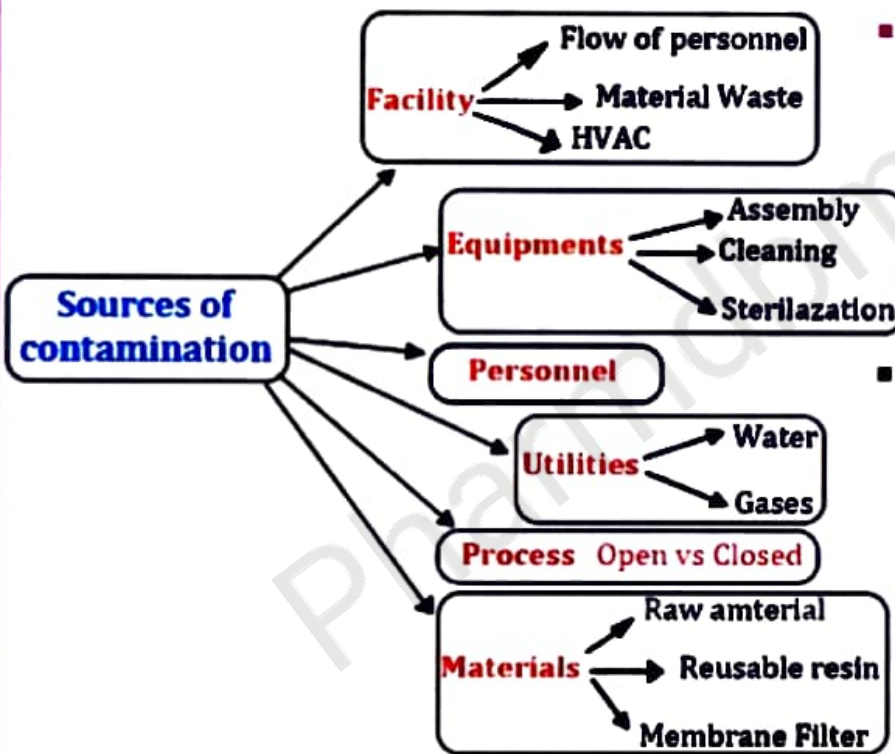 Flow of personnel
Facility
Material Waste
HVAC
Assembly
Equipments
Cleaning
Sterilazation
Sources of
contamination
Personnel
Water
Utilities
Gases
Process Open vs Closed
Raw amterial
Materials
Reusable resin
Membrane Filter